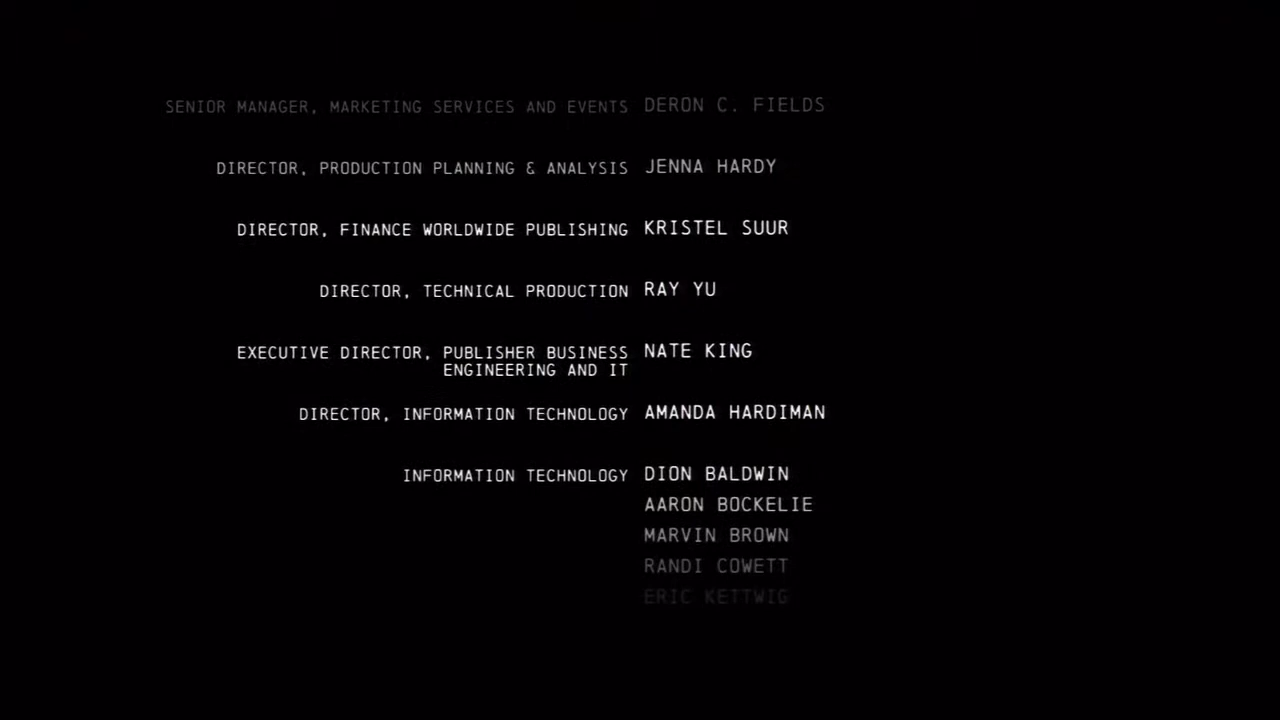 SENIOR MANAGER, MARKETING SERVICES AND EVENTS DERON C. FIELDS
DIRECTOR, PRODUCTION PLANNING & ANALYSIS JENNA HARDY
DIRECTOR, FINANCE WORLDWIDE PUBLISHING KRISTEL SUUR
DIRECTOR, TECHNICAL PRODUCTION RAY YU
EXECUTIVE DIRECTOR, PUBLISHER BUSINESS NATE KING
ENGINEERING AND IT
DIRECTOR, INFORMATION TECHNOLOGY AMANDA HARDIMAN
INFORMATION TECHNOLOGY DION BALDWIN
AARON BOCKELIE
MARVIN BROWN
RANDI COWETT
ERIC KETTWIG